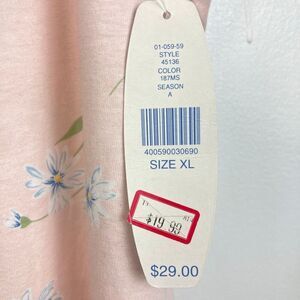 01-059-59
STYLE
45136
COLOR
187MS
SEASON
A
400590030690
SIZE XL
$19.99
$29.00